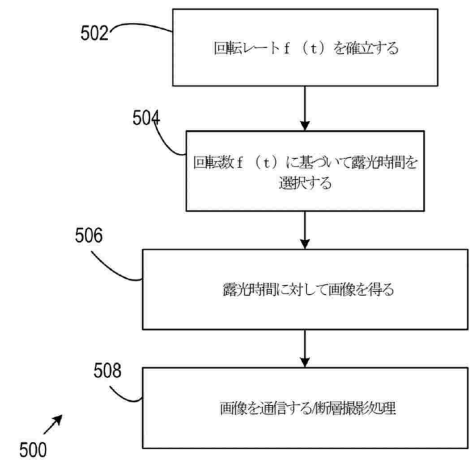 502
回転レートf(t)を確立する
504
回転数f(t)に基づいて露光時間を
選択する
506
露光時間に対して画像を得る
508
画像を通信する/断層撮影処理
500